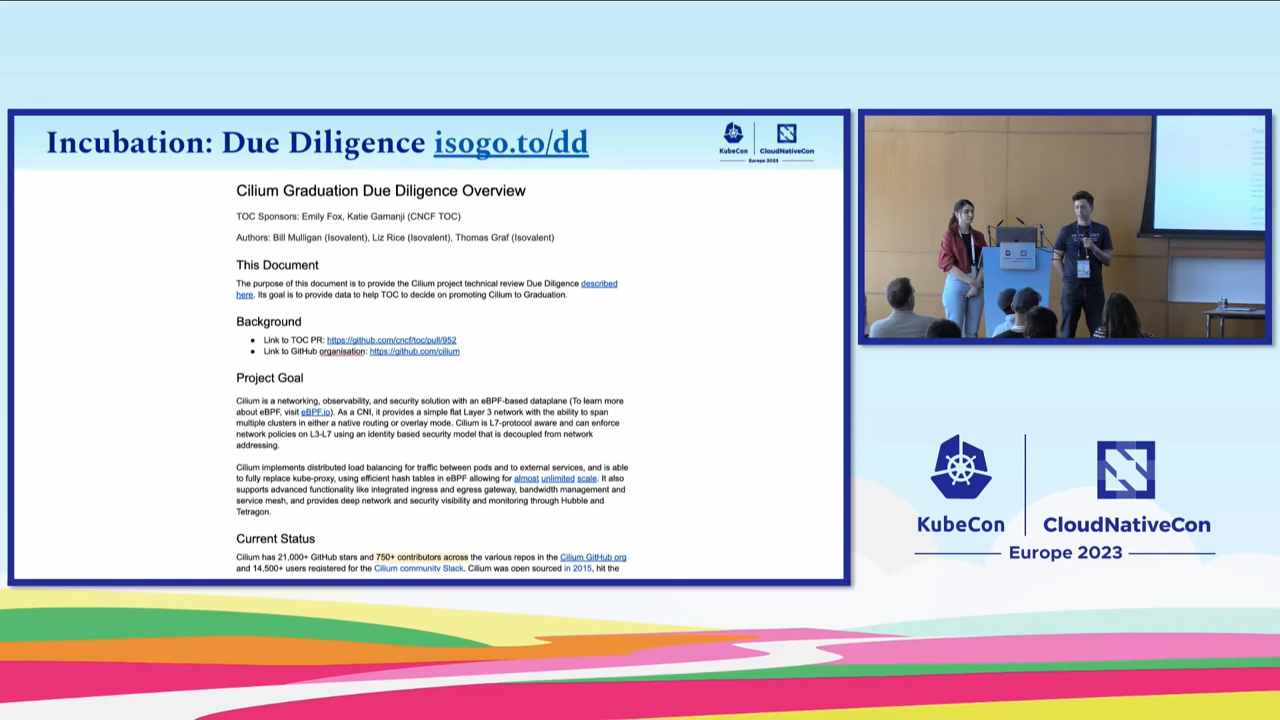 Incubation: Due Diligence isogo.to/dd
KubeCon
CloudNativeCon
Europe 2023
Cilium Graduation Due Diligence Overview
TOC Sponsors: Emily Fox, Katie Gamanji (CNCF TOC)
Authors: Bill Mulligan (Isovalent), Liz Rice (Isovalent), Thomas Graf (Isovalent)
This Document
The purpose of this document is to provide the Cilium project technical review Due Diligence described
here. Its goal is to provide data to help TOC to decide on promoting Cilium to Graduation.
Background
• Link to TOC PR: https://github.com/cncf/toc/pull/952
• Link to GitHub organisation: https://github.com/cilium
Project Goal
Cilium is a networking, observability, and security solution with an eBPF-based dataplane (To learn more
about eBPF, visit eBPF.io). As a CNI, it provides a simple flat Layer 3 network with the ability to span
multiple clusters in either a native routing or overlay mode. Cilium is L7-protocol aware and can enforce
network policies on L3-L7 using an identity based security model that is decoupled from network
addressing.
Cilium implements distributed load balancing for traffic between pods and to external services, and is able
to fully replace kube-proxy, using efficient hash tables in eBPF allowing for almost unlimited scale. It also
supports advanced functionality like integrated ingress and egress gateway, bandwidth management and
service mesh, and provides deep network and security visibility and monitoring through Hubble and
Tetragon.
Current Status
Cilium has 21,000+ GitHub stars and 750+ contributors across the various repos in the Cilium GitHub org
and 14,500+ users registered for the Cilium community Slack. Cilium was open sourced in 2015, hit the
KubeCon
CloudNativeCon
Europe 2023